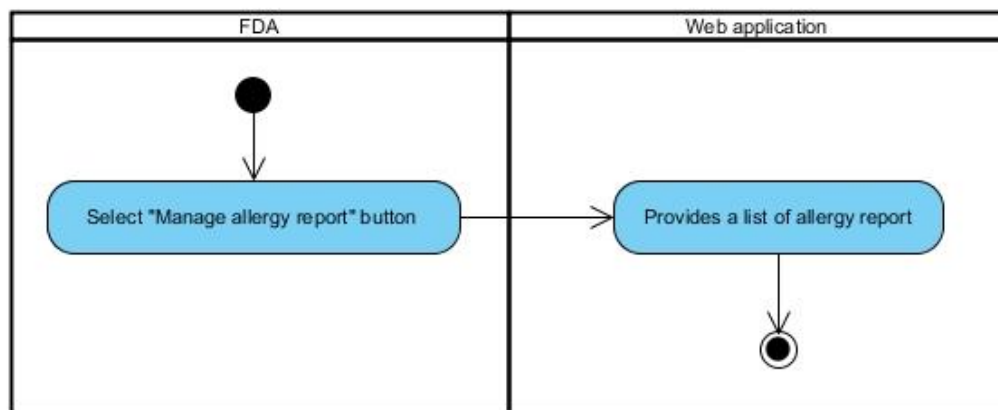 FDA
Web application
Select "Manage allergy report" button
Provides a list of allergy report